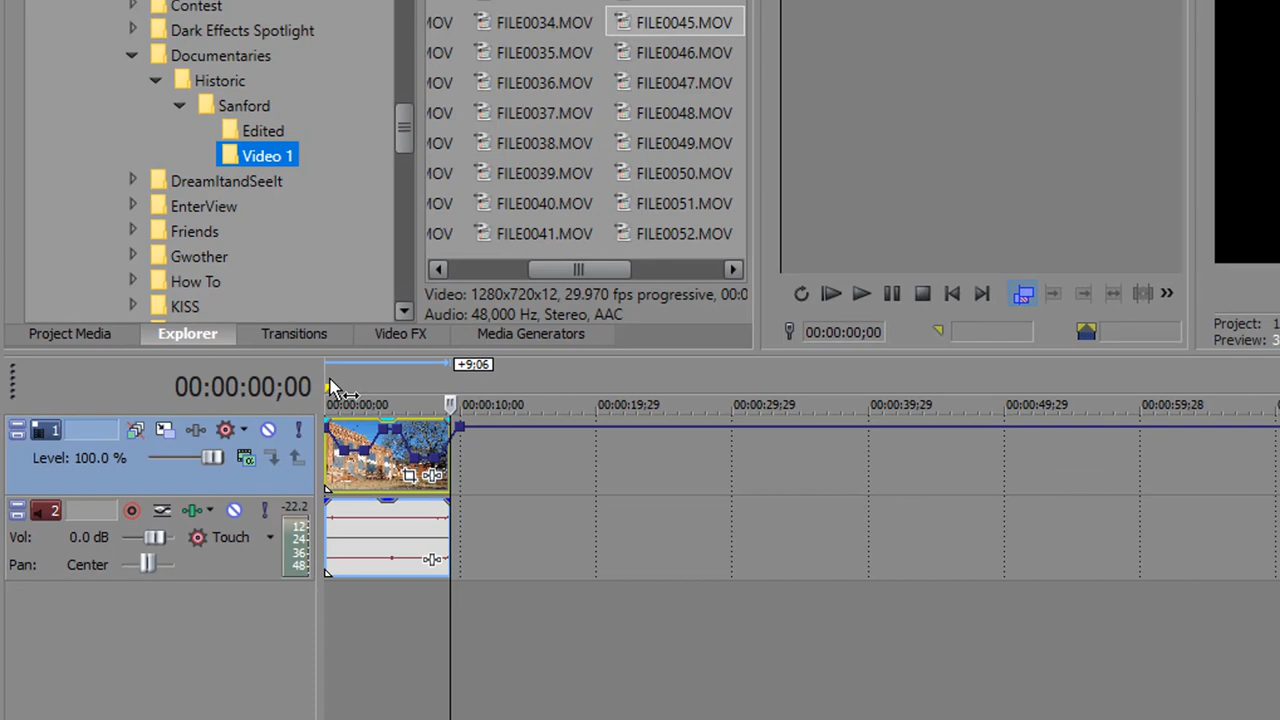 Contest
Dark Effects Spotlight
Documentaries
Historic
Sanford
Edited
Video 1
DreamItandSeeIt
EnterView
Friends
Gwother
How To
KISS
FILE0034.MOV FILE0045.MOV
MOV FILE0035.MOV FILE0046.MOV
MOV FILE0036.MOV FILE0047.MOV
MOV FILE0037.MOV FILE0048.MOV
MOV FILE0038.MOV FILE0049.MOV
MOV FILE0039.MOV FILE0050.MOV
MOV FILE0040.MOV FILE0051.MOV
MOV FILE0041.MOV FILE0052.MOV
Video: 1280x720x12, 29.970 fps progressive, 00:0
Audio: 48,000 Hz, Stereo, AAC
Project Media Explorer Transitions Video FX Media Generators
00:00:00;00
Project: 1
Preview: 3
+9;06
00:00:00;00
00:00:00;00 00:00:10;00 00:00:19;29 00:00:29;29 00:00:39;29 00:00:49;29 00:00:59;28 0
1
Level: 100.0 %
2 -22.2
Vol: 0.0 dB Touch
Pan: Center
12
24
36
48